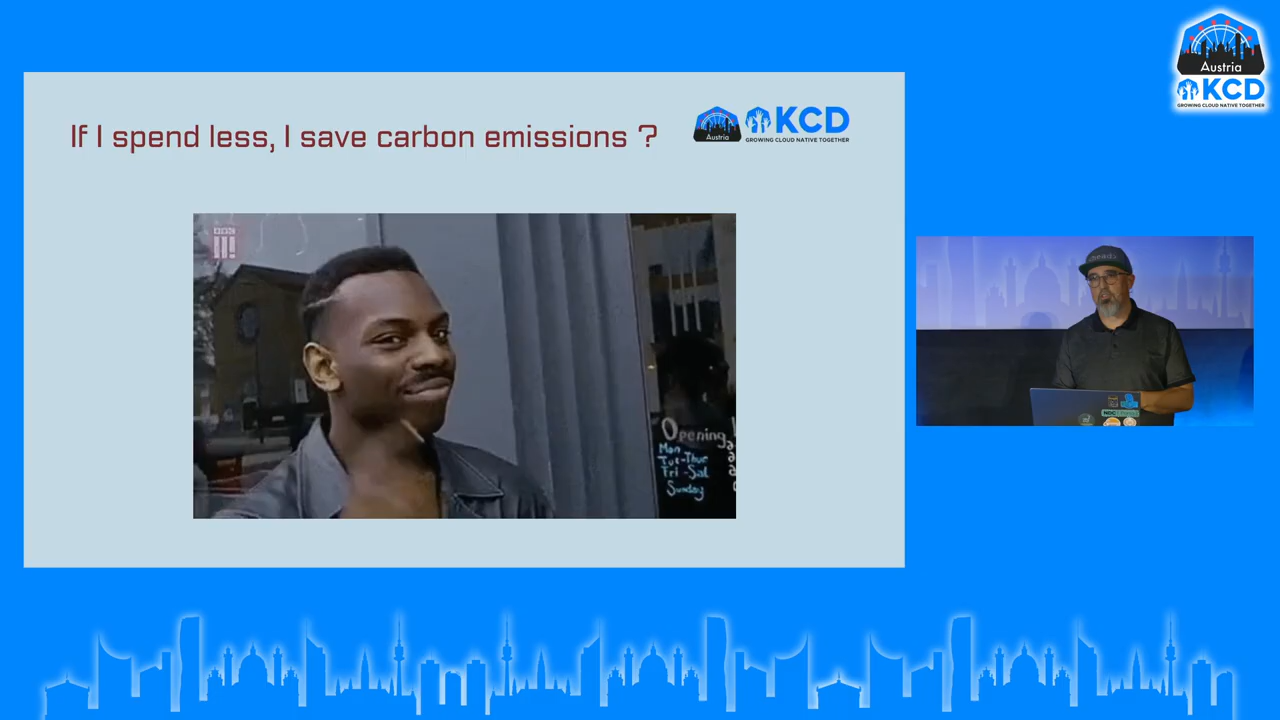 Austria
KCD
GROWING CLOUD NATIVE TOGETHER
If I spend less, I save carbon emissions ?
Austria
KCD
GROWING CLOUD NATIVE TOGETHER
BBC
Opening
Mon
Tue-Thur
Fri-Sat
Sunday